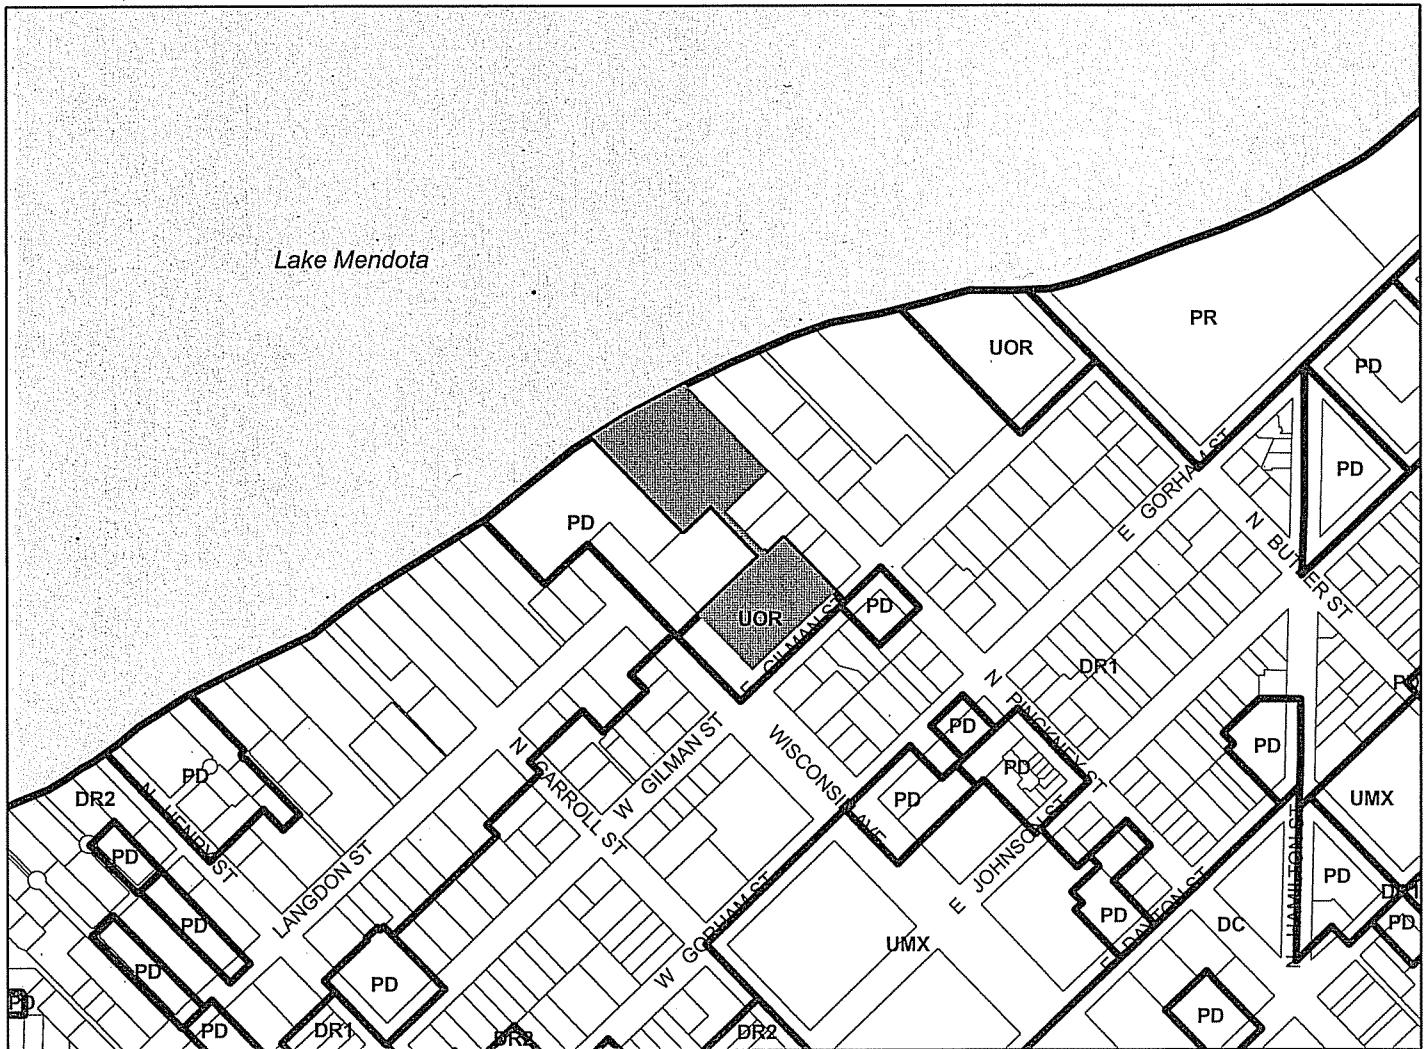 Lake Mendota
PR
UOR
PD
PD
E GORHAM ST
PD
PD
N BUTLER ST
PD
UOR
E GILMAN ST
DR1
N PINCKNEY ST
PD
PD
PD
WISCONSIN AVE
W GILMAN ST
N CARROLL ST
PD
N HENRY ST
DR2
PD
PD
LANGDON ST
PD
PD
PD
UMX
PD
E JOHNSON ST
W GORHAM ST
UMX
PD
E DAYTON ST
DC
N HAMILTON ST
PD
PD
PD
PD
PD
DR1
DR2
DR2